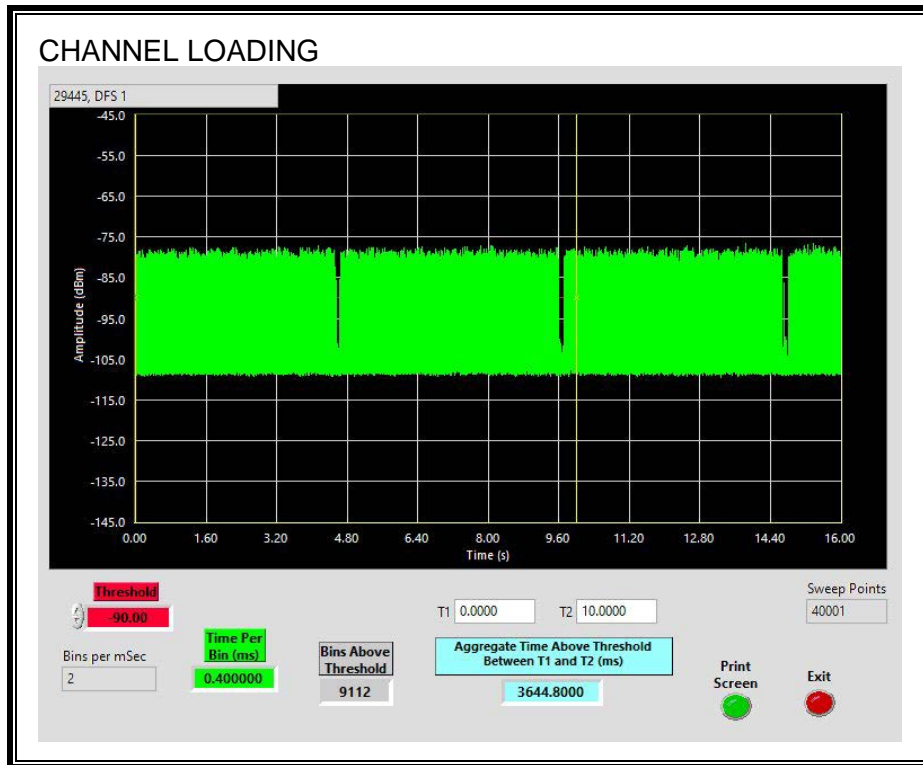 CHANNEL LOADING
29445, DFS 1
-45.0
-55.0
-65.0
-75.0
-85.0
-95.0
-105.0
-115.0
-125.0
-135.0
-145.0
Amplitude (dBm)
0.00 1.60 3.20 4.80 6.40 8.00 9.60 11.20 12.80 14.40 16.00
Time (s)
Threshold
-90.00
Bins per mSec
2
Time Per
Bin (ms)
0.400000
Bins Above
Threshold
9112
T1 0.0000 T2 10.0000
Aggregate Time Above Threshold
Between T1 and T2 (ms)
3644.8000
Sweep Points
40001
Print
Screen
Exit